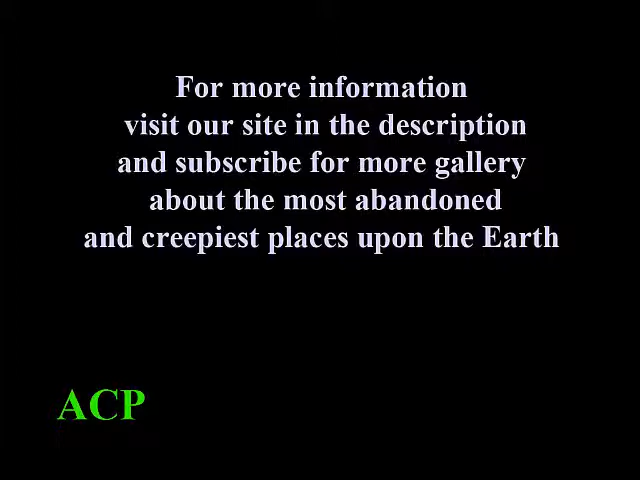 For more information
visit our site in the description
and subscribe for more gallery
about the most abandoned
and creepiest places upon the Earth
ACP